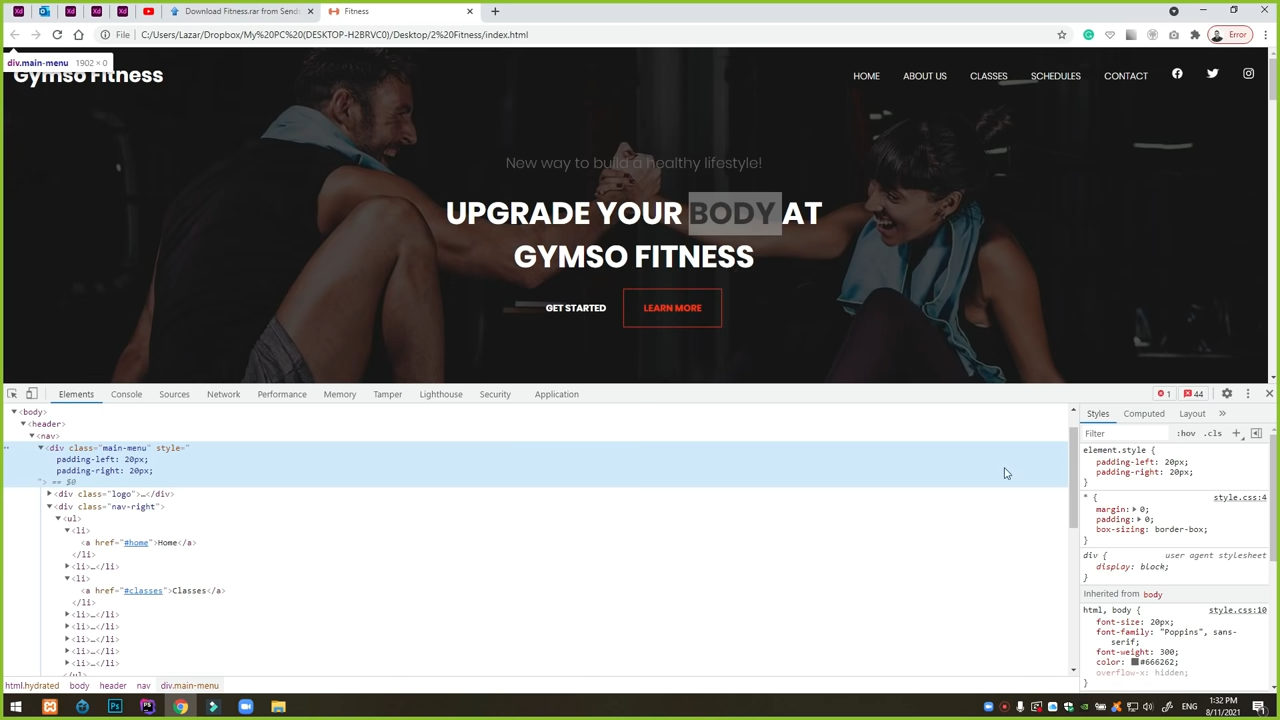 Download Fitness.rar from Sends
Fitness
File
C:/Users/Lazar/Dropbox/My%20PC%20(DESKTOP-H2BRVC0)/Desktop/2%20Fitness/index.html
Error
div.main-menu 1902 × 0
Gymso Fitness
HOME
ABOUT US
CLASSES
SCHEDULES
CONTACT
New way to build a healthy lifestyle!
UPGRADE YOUR BODY AT
GYMSO FITNESS
GET STARTED
LEARN MORE
Elements
Console
Sources
Network
Performance
Memory
Tamper
Lighthouse
Security
Application
1
44
<body>
<header>
<nav>
<div class="main-menu" style="
padding-left: 20px;
padding-right: 20px;
"> == $0
<div class="logo">…</div>
<div class="nav-right">
<ul>
<li>
<a href="#home">Home</a>
</li>
<li>…</li>
<li>
<a href="#classes">Classes</a>
</li>
<li>…</li>
<li>…</li>
<li>…</li>
<li>…</li>
<li>…</li>
</ul>
html.hydrated
body
header
nav
div.main-menu
Styles
Computed
Layout
Filter
:hov
.cls
element.style {
padding-left: 20px;
padding-right: 20px;
}
* {
style.css:4
margin: 0;
padding: 0;
box-sizing: border-box;
}
div {
user agent stylesheet
display: block;
}
Inherited from body
html, body {
style.css:10
font-size: 20px;
font-family: "Poppins", sans-
serif;
font-weight: 300;
color: #666262;
overflow-x: hidden;
}
ENG
1:32 PM
8/11/2021